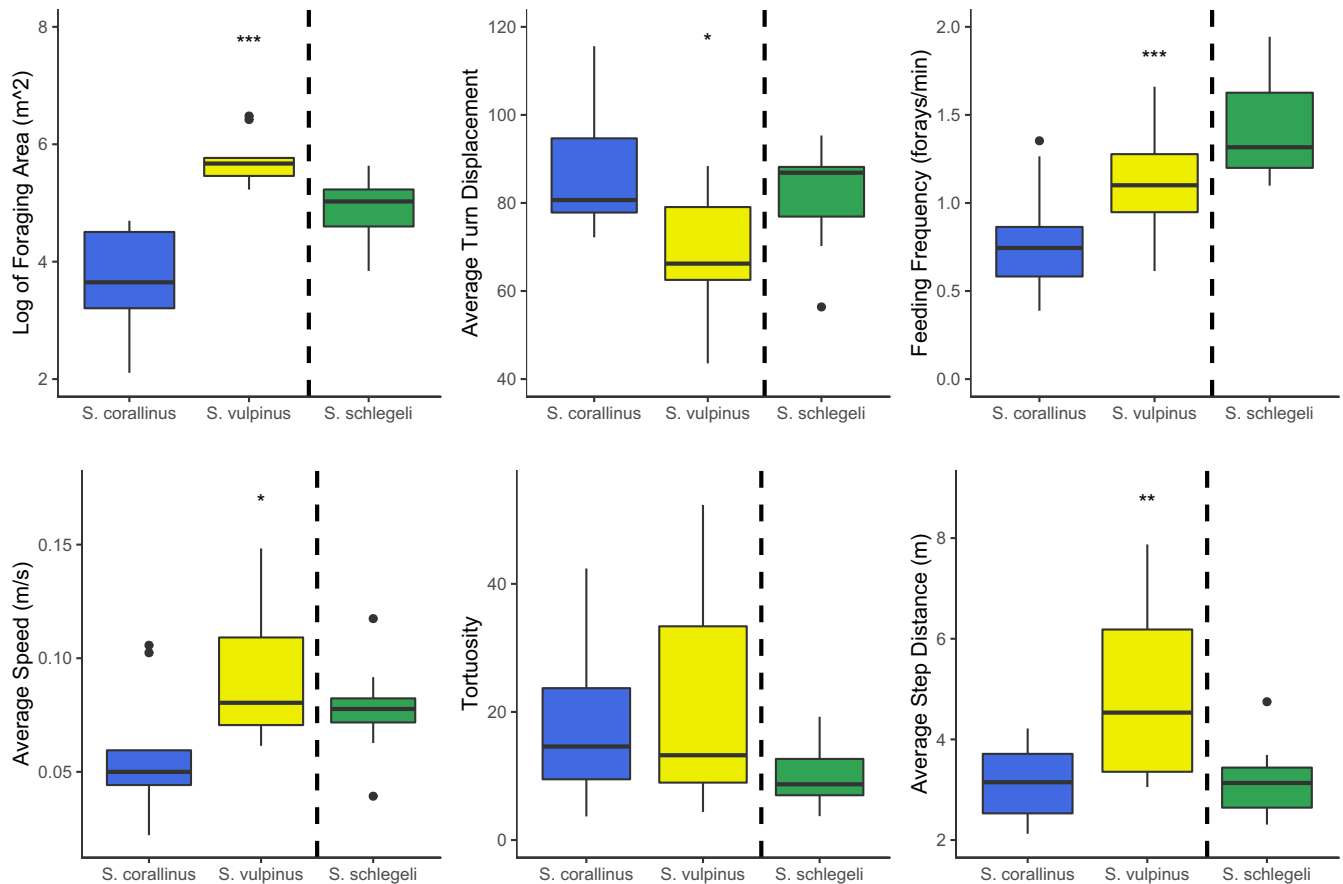 Log of Foraging Area (m^2)
8
6
4
2
***
S. corallinus S. vulpinus S. schlegeli
Average Turn Displacement
120
100
80
60
40
*
S. corallinus S. vulpinus S. schlegeli
Feeding Frequency (forays/min)
2.0
1.5
1.0
0.5
0.0
***
S. corallinus S. vulpinus S. schlegeli
Average Speed (m/s)
0.15
0.10
0.05
*
S. corallinus S. vulpinus S. schlegeli
Tortuosity
40
20
0
S. corallinus S. vulpinus S. schlegeli
Average Step Distance (m)
8
6
4
2
**
S. corallinus S. vulpinus S. schlegeli